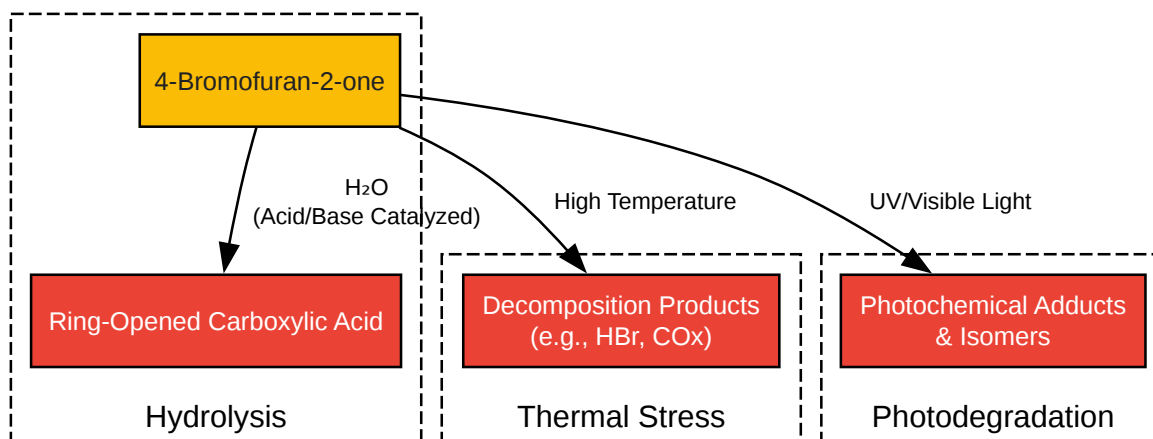 4-Bromofuran-2-one
H₂O
(Acid/Base Catalyzed)
High Temperature
UV/Visible Light
Ring-Opened Carboxylic Acid
Decomposition Products
(e.g., HBr, COx)
Photochemical Adducts
& Isomers
Hydrolysis
Thermal Stress
Photodegradation